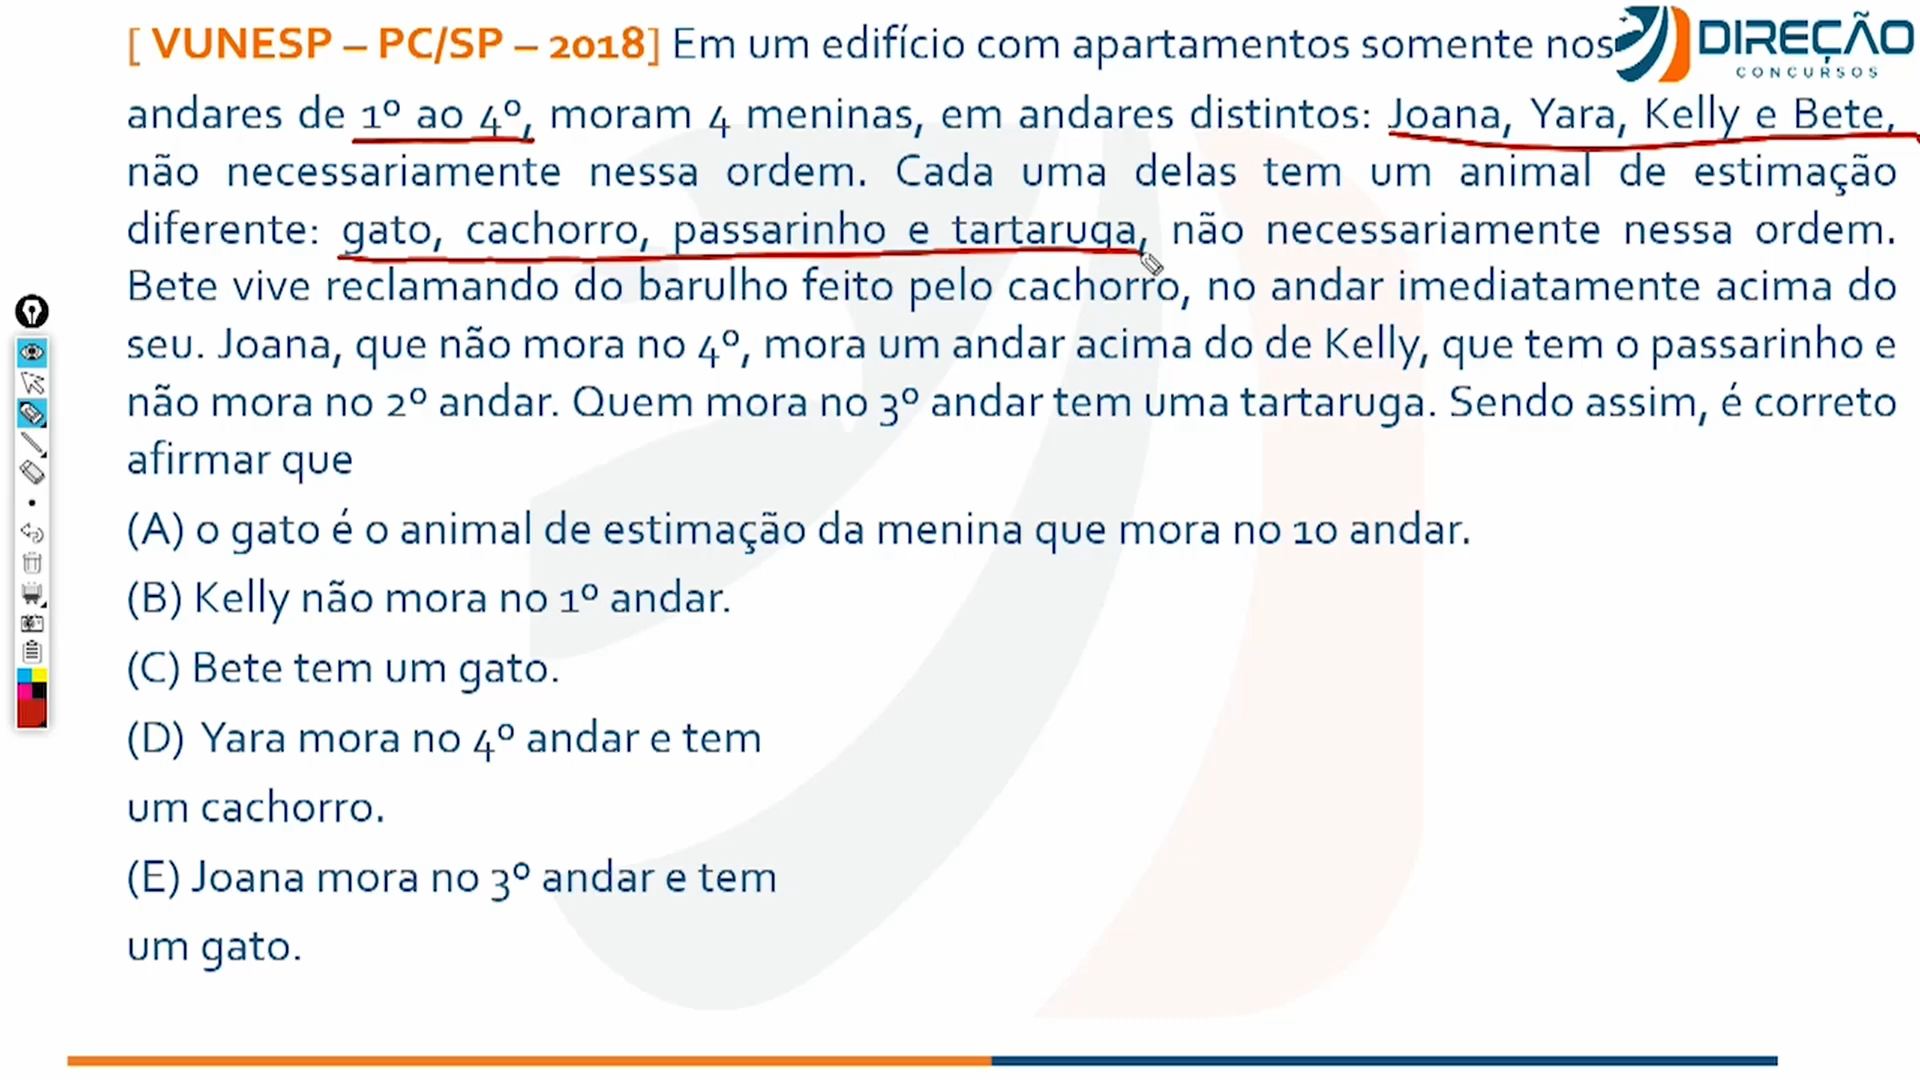 [ VUNESP – PC/SP – 2018] Em um edifício com apartamentos somente nos
DIREÇÃO
CONCURSOS
andares de 1º ao 4º, moram 4 meninas, em andares distintos: Joana, Yara, Kelly e Bete,
não necessariamente nessa ordem. Cada uma delas tem um animal de estimação
diferente: gato, cachorro, passarinho e tartaruga, não necessariamente nessa ordem.
Bete vive reclamando do barulho feito pelo cachorro, no andar imediatamente acima do
seu. Joana, que não mora no 4º, mora um andar acima do de Kelly, que tem o passarinho e
não mora no 2º andar. Quem mora no 3º andar tem uma tartaruga. Sendo assim, é correto
afirmar que
(A) o gato é o animal de estimação da menina que mora no 10 andar.
(B) Kelly não mora no 1º andar.
(C) Bete tem um gato.
(D) Yara mora no 4º andar e tem
um cachorro.
(E) Joana mora no 3º andar e tem
um gato.